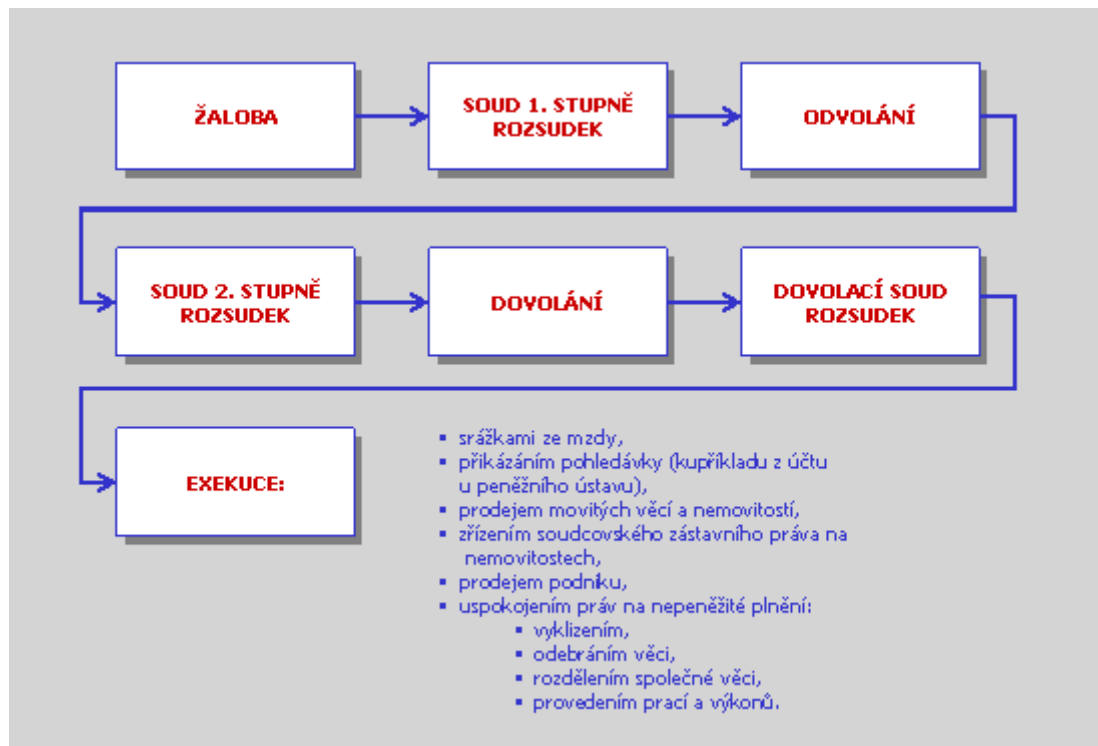 ŽALOBA
SOUD 1. STUPNĚ
ROZSUDEK
ODVOLÁNÍ
SOUD 2. STUPNĚ
ROZSUDEK
DOVOLÁNÍ
DOVOLACÍ SOUD
ROZSUDEK
EXEKUCE:
▪ srážkami ze mzdy,
▪ přikázáním pohledávky (kupříkladu z účtu
u peněžního ústavu),
▪ prodejem movitých věcí a nemovitostí,
▪ zřízením soudcovského zástavního práva na
nemovitostech,
▪ prodejem podniku,
▪ uspokojením práv na nepeněžité plnění:
▪ vyklizením,
▪ odebráním věci,
▪ rozdělením společné věci,
▪ provedením prací a výkonů.